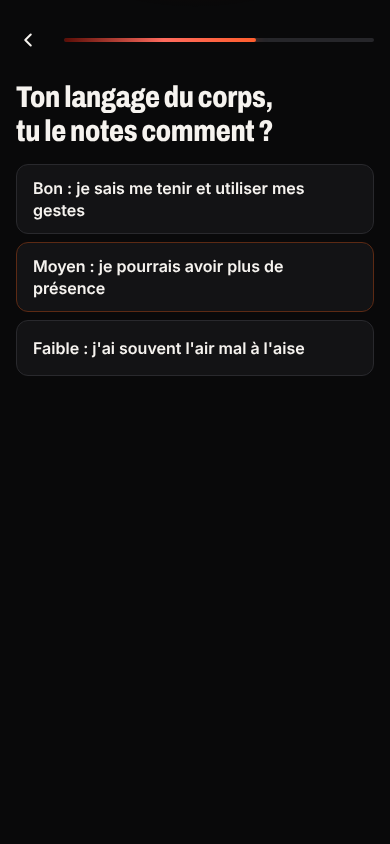 Ton langage du corps,
tu le notes comment ?
Bon : je sais me tenir et utiliser mes
gestes
Moyen : je pourrais avoir plus de
présence
Faible : j'ai souvent l'air mal à l'aise